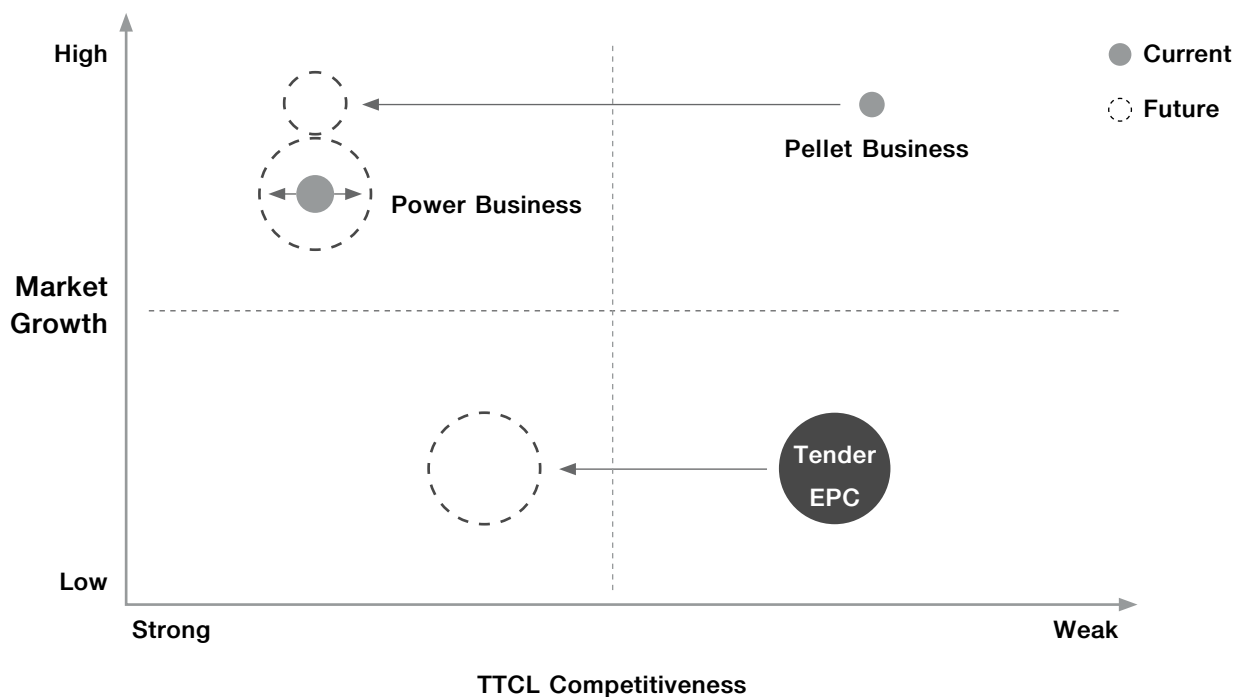 High
Current
Future
Pellet Business
Power Business
Market
Growth
Tender
EPC
Low
Strong
Weak
TTCL Competitiveness